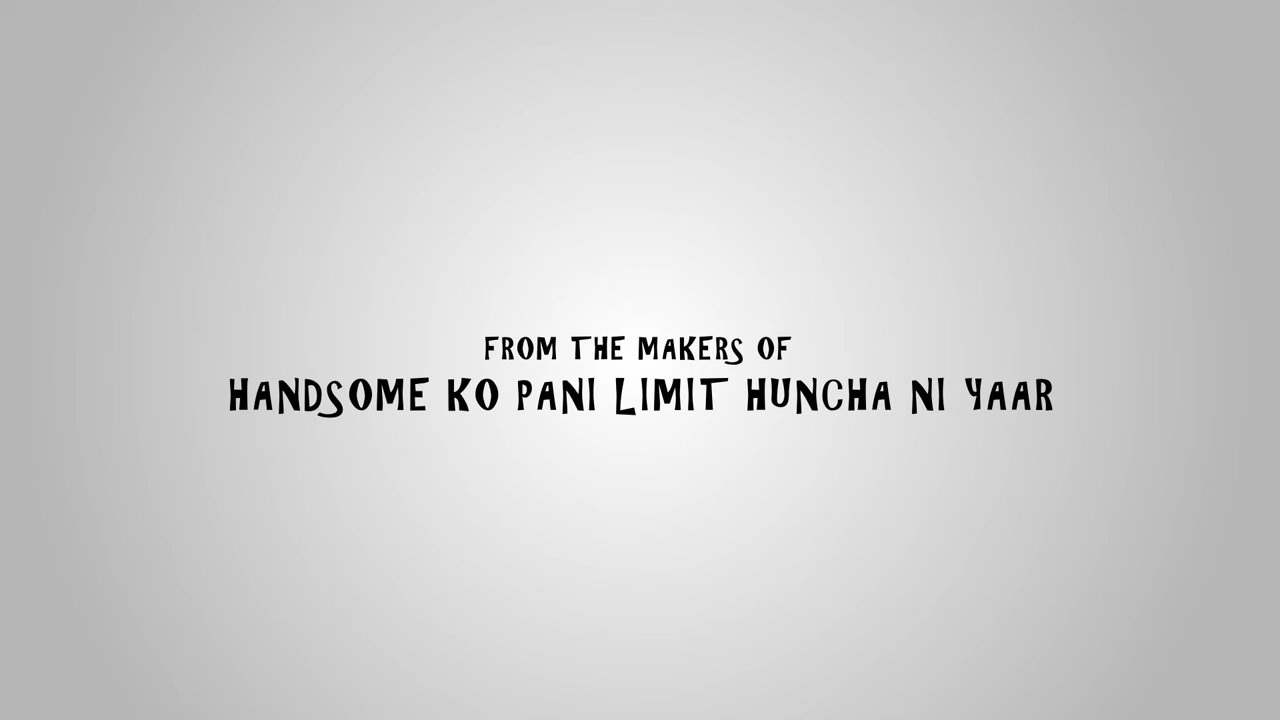 FROM THE MAKERS OF
HANDSOME KO PANI LIMIT HUNCHA NI YAAR